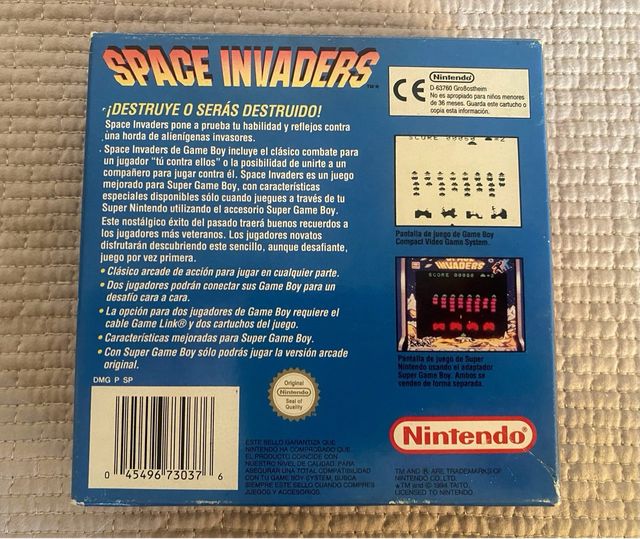 SPACE INVADERS™®
¡DESTRUYE O SERÁS DESTRUIDO!
Space Invaders pone a prueba tu habilidad y reflejos contra
una horda de alienígenas invasores.
Space Invaders de Game Boy incluye el clásico combate para
un jugador "tú contra ellos" o la posibilidad de unirte a un
compañero para jugar contra él. Space Invaders es un juego
mejorado para Super Game Boy, con características
especiales disponibles sólo cuando juegues a través de tu
Super Nintendo utilizando el accesorio Super Game Boy.
Este nostálgico éxito del pasado traerá buenos recuerdos a
los jugadores más veteranos. Los jugadores novatos
disfrutarán descubriendo este sencillo, aunque desafiante,
juego por vez primera.
• Clásico arcade de acción para jugar en cualquier parte.
• Dos jugadores podrán conectar sus Game Boy para un
desafío cara a cara.
• La opción para dos jugadores de Game Boy requiere el
cable Game Link® y dos cartuchos del juego.
• Características mejoradas para Super Game Boy.
• Con Super Game Boy sólo podrás jugar la versión arcade
original.
DMG P SP
0 45496 73037 6
Original
Nintendo
Seal of
Quality
ESTE SELLO GARANTIZA QUE
NINTENDO HA COMPROBADO QUE
EL PRODUCTO COINCIDE CON
NUESTRO NIVEL DE CALIDAD. PARA
ASEGURAR UNA TOTAL COMPATIBILIDAD
CON TU GAME BOY SYSTEM, BUSCA
SIEMPRE ESTE SELLO CUANDO COMPRES
JUEGOS Y ACCESORIOS.
CE
Nintendo
D-63760 Großostheim
No es apropiado para niños menores
de 36 meses. Guarda este cartucho o
copia esta información.
SCORE 00060 ×2
Pantalla de juego de Game Boy
Compact Video Game System.
INVADERS
SCORE 00060 ×2
Pantalla de juego de Super
Nintendo usando el adaptador
Super Game Boy. Ambos se
venden de forma separada.
Nintendo®
TM AND ® ARE TRADEMARKS OF
NINTENDO CO., LTD.
★TM and © 1994 TAITO.
LICENSED TO NINTENDO